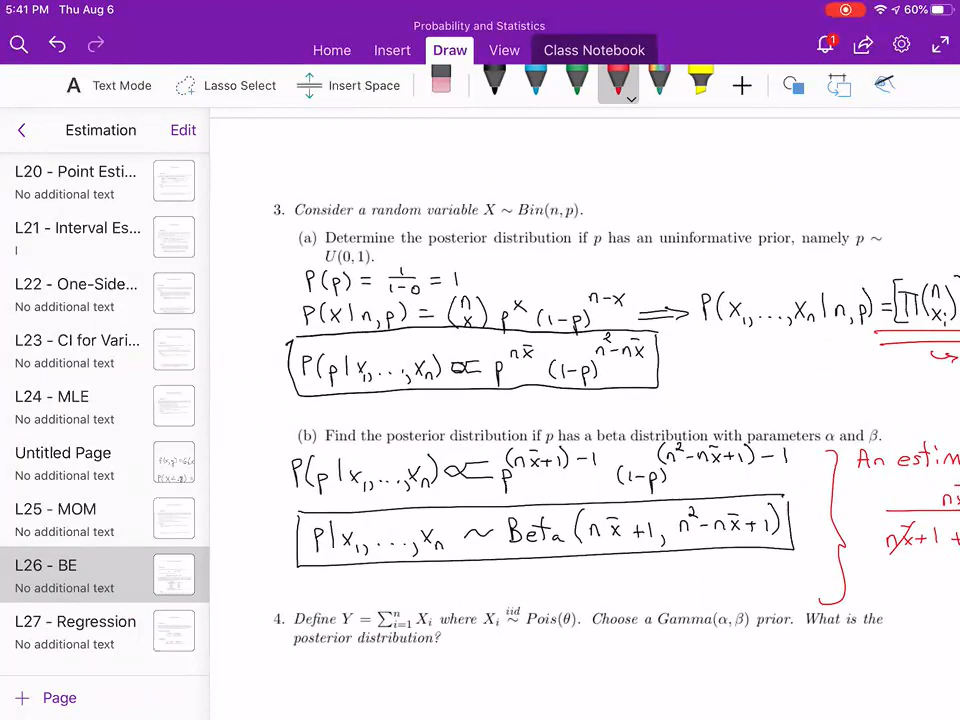 5:41 PM Thu Aug 6
60%
Probability and Statistics
Home Insert Draw View Class Notebook
1
A Text Mode Lasso Select Insert Space
Estimation Edit
L20 - Point Esti...
No additional text
L21 - Interval Es...
I
L22 - One-Side...
No additional text
L23 - CI for Vari...
No additional text
L24 - MLE
No additional text
Untitled Page
No additional text
L25 - MOM
No additional text
L26 - BE
No additional text
L27 - Regression
No additional text
+ Page
3. Consider a random variable X ∼ Bin(n, p).
(a) Determine the posterior distribution if p has an uninformative prior, namely p ∼
U(0, 1).
P(p) = 1/(1-0) = 1
P(x|n,p) = (n x) p^x (1-p)^(n-x) ⟹ P(x₁,...,xₙ|n,p) = [∏(n xᵢ)
P(p|x₁,...,xₙ) ∝ p^(nx̄) (1-p)^(n²-nx̄)
(b) Find the posterior distribution if p has a beta distribution with parameters α and β.
P(p|x₁,...,xₙ) ∝ p^((nx̄+1)-1) (1-p)^((n²-nx̄+1)-1)
An estim
p|x₁,...,xₙ ~ Beta(nx̄+1, n²-nx̄+1)
nx̄+1 +
4. Define Y = ∑ᵢ₌₁ⁿ Xᵢ where Xᵢ iid∼ Pois(θ). Choose a Gamma(α, β) prior. What is the
posterior distribution?